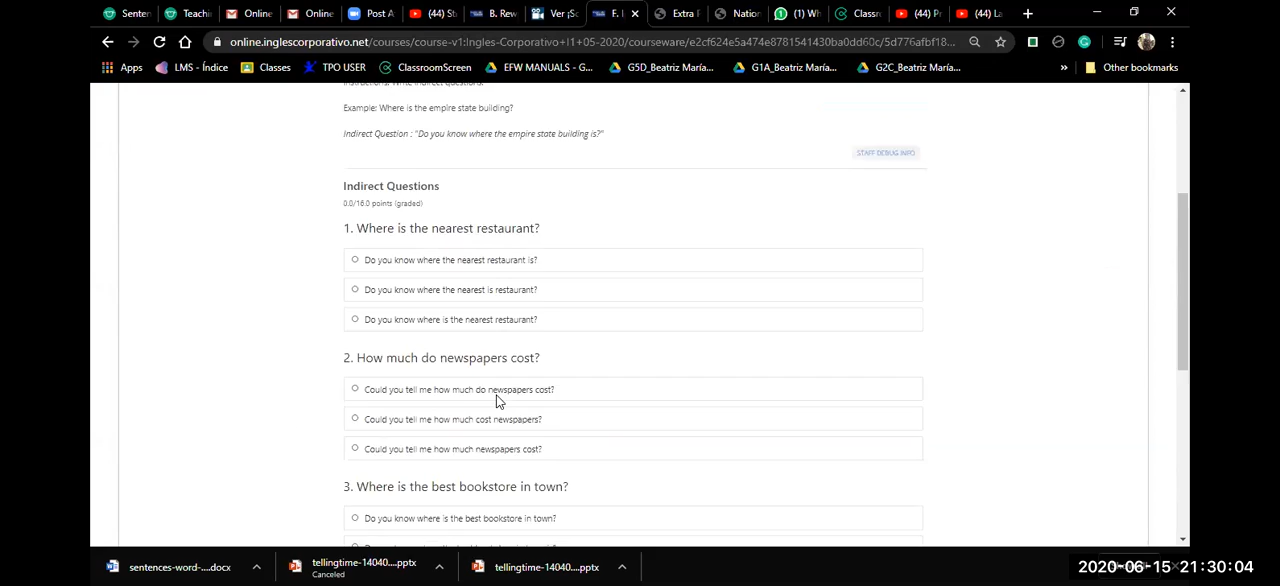 Senten
Teachi
Online
Online
Post A
(44) St
B. Rew
Ver ¡Sc
F. I
Extra F
Nation
(1) Wh
Classr
(44) Pr
(44) La
online.inglescorporativo.net/courses/course-v1:Ingles-Corporativo+I1+05-2020/courseware/e2cf624e5a474e8781541430ba0dd60c/5d776afbf18...
Apps
LMS - Índice
Classes
TPO USER
ClassroomScreen
EFW MANUALS - G...
G5D_Beatriz María...
G1A_Beatriz María...
G2C_Beatriz María...
»
Other bookmarks
Example: Where is the empire state building?
Indirect Question : "Do you know where the empire state building is?"
STAFF DEBUG INFO
Indirect Questions
0.0/16.0 points (graded)
1. Where is the nearest restaurant?
Do you know where the nearest restaurant is?
Do you know where the nearest is restaurant?
Do you know where is the nearest restaurant?
2. How much do newspapers cost?
Could you tell me how much do newspapers cost?
Could you tell me how much cost newspapers?
Could you tell me how much newspapers cost?
3. Where is the best bookstore in town?
Do you know where is the best bookstore in town?
sentences-word-....docx
tellingtime-14040....pptx
Canceled
tellingtime-14040....pptx
2020-06-15 21:30:04